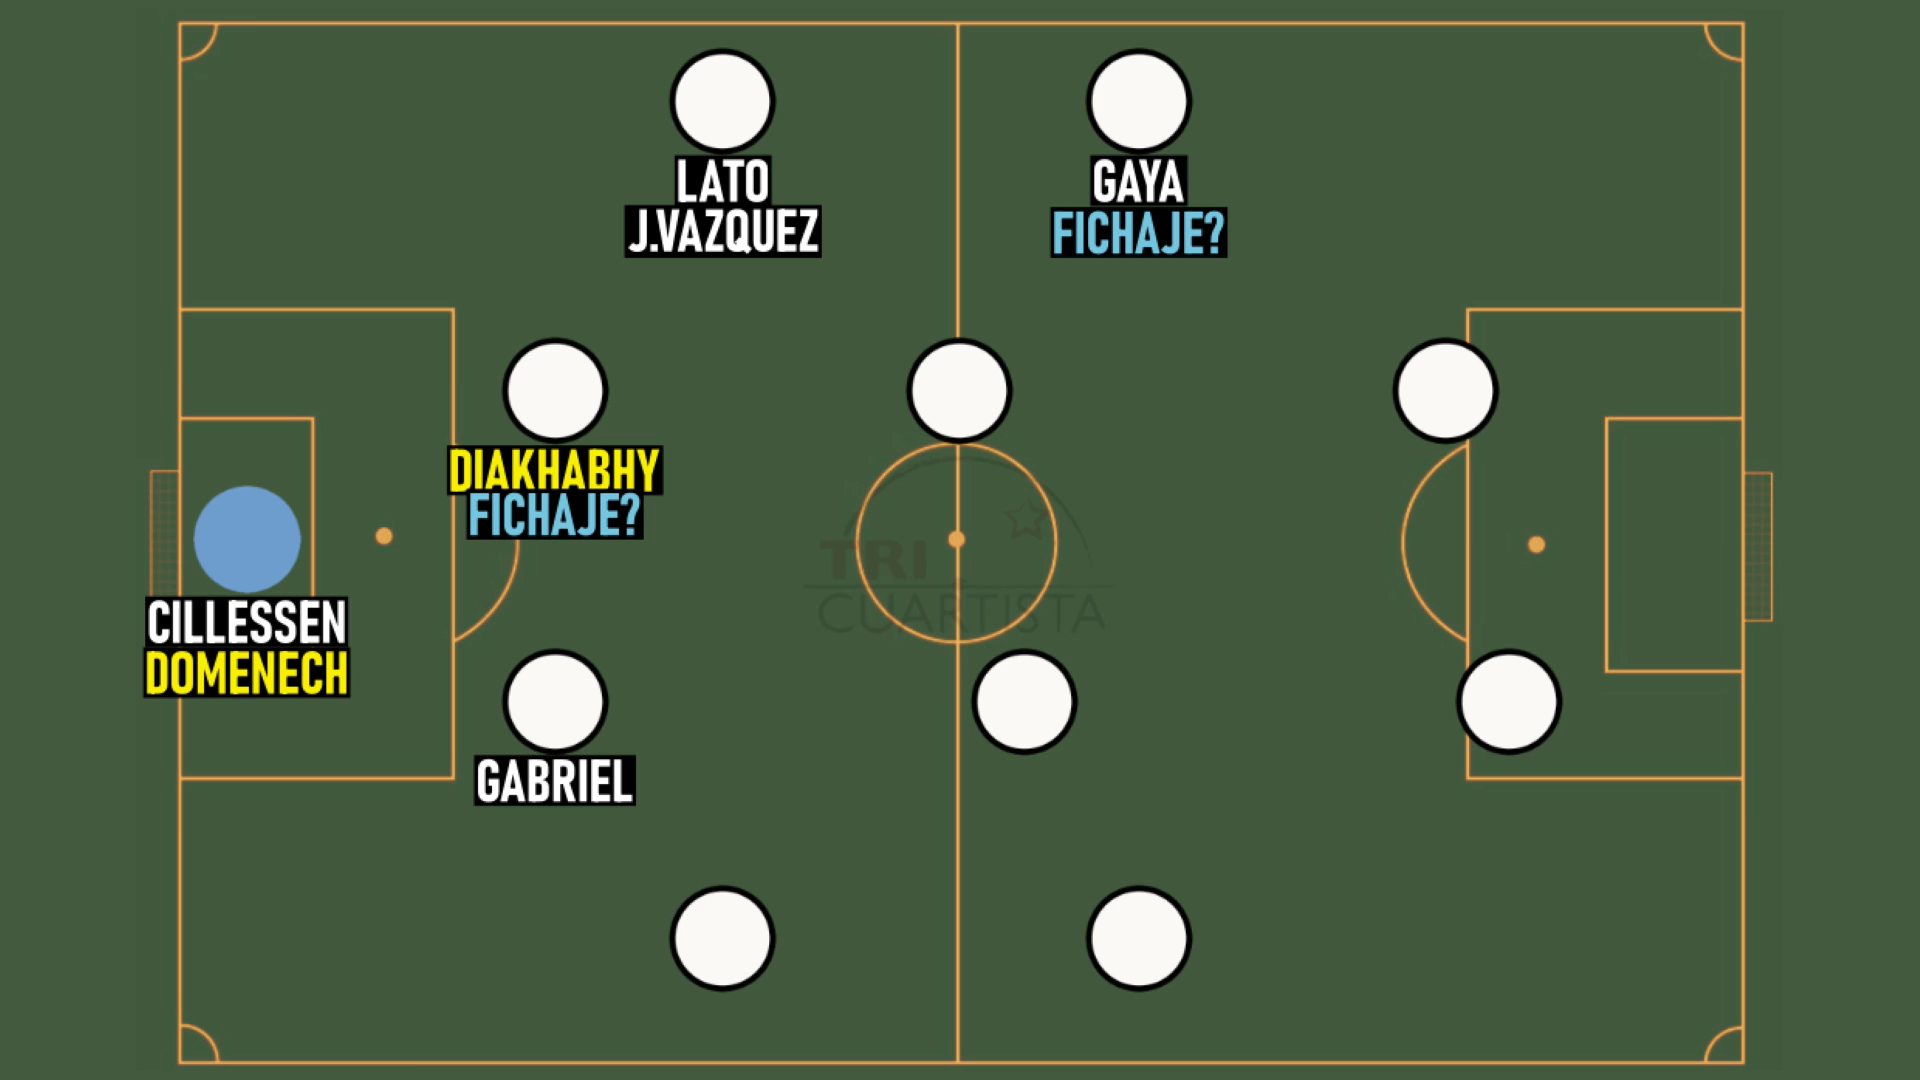 LATO
J.VAZQUEZ
GAYA
FICHAJE?
DIAKHABHY
FICHAJE?
TRI
CUARTISTA
CILLESSEN
DOMENECH
GABRIEL